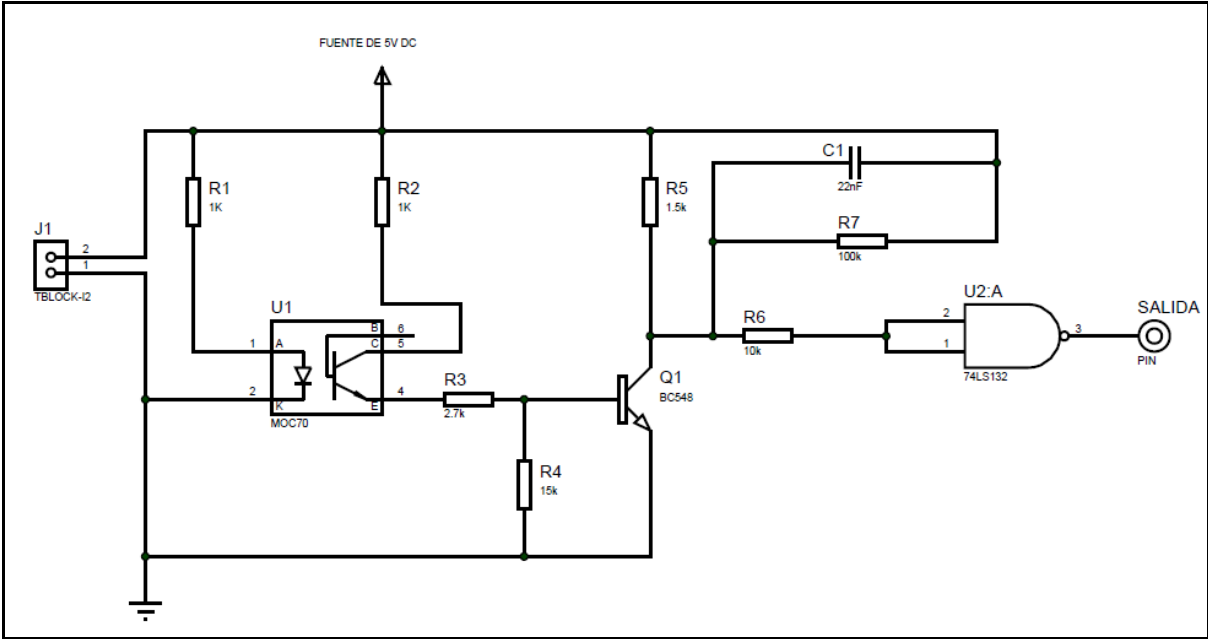 FUENTE DE 5V DC
R1
1K
R2
1K
R5
1.5k
C1
22nF
R7
100k
J1
2
1
TBLOCK-I2
U1
1
A
2
K
B
6
C
5
E
4
MOC70
R3
2.7k
R4
15k
Q1
BC548
R6
10k
U2:A
2
1
3
74LS132
SALIDA
PIN